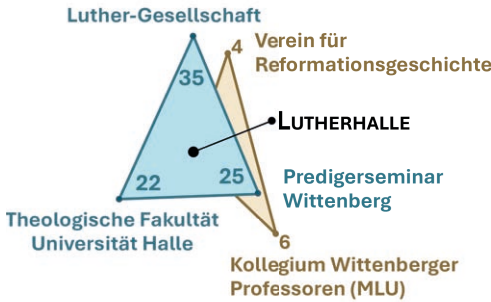 Luther-Gesellschaft
4
Verein für
Reformationsgeschichte
35
LUTHERHALLE
22
25
Predigerseminar
Wittenberg
Theologische Fakultät
Universität Halle
6
Kollegium Wittenberger
Professoren (MLU)